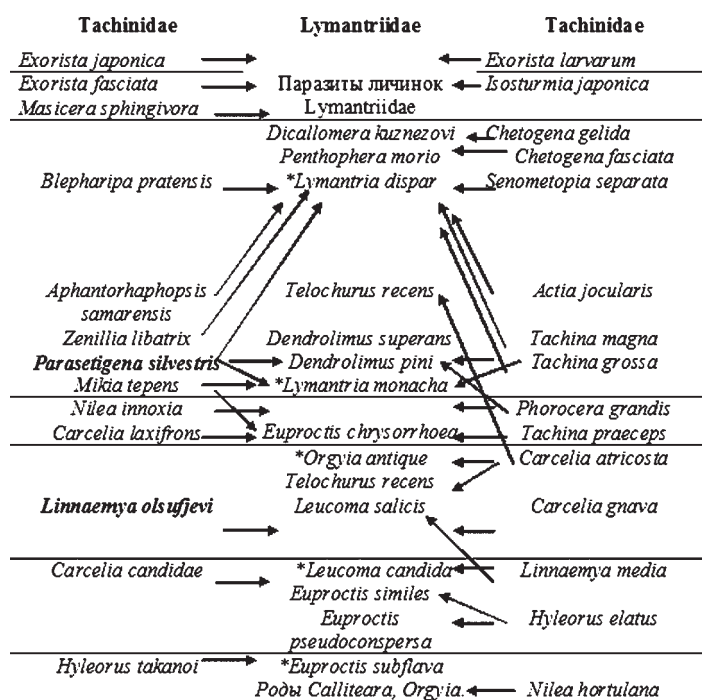 Tachinidae Lymantriidae Tachinidae
Exorista japonica Exorista larvarum
Exorista fasciata Паразиты личинок Isosturmia japonica
Masicera sphingivora Lymantriidae
Dicallomera kuznezovi Chetogena gelida
Penthophera morio Chetogena fasciata
Blepharipa pratensis *Lymantria dispar Senometopia separata
Aphantorhaphopsis Telochurus recens Actia jocularis
samarensis
Zenillia libatrix Dendrolimus superans Tachina magna
Parasetigena silvestris Dendrolimus pini Tachina grossa
Mikia tepens *Lymantria monacha
Nilea innoxia Phorocera grandis
Carcelia laxifrons Euproctis chrysorrhoea Tachina praeceps
*Orgyia antique Carcelia atricosta
Telochurus recens
Linnaemya olsufjevi Leucoma salicis Carcelia gnava
Carcelia candidae *Leucoma candida Linnaemya media
Euproctis similes
Euproctis Hyleorus elatus
pseudoconspersa
Hyleorus takanoi *Euproctis subflava
Роды Calliteara, Orgyia. Nilea hortulana